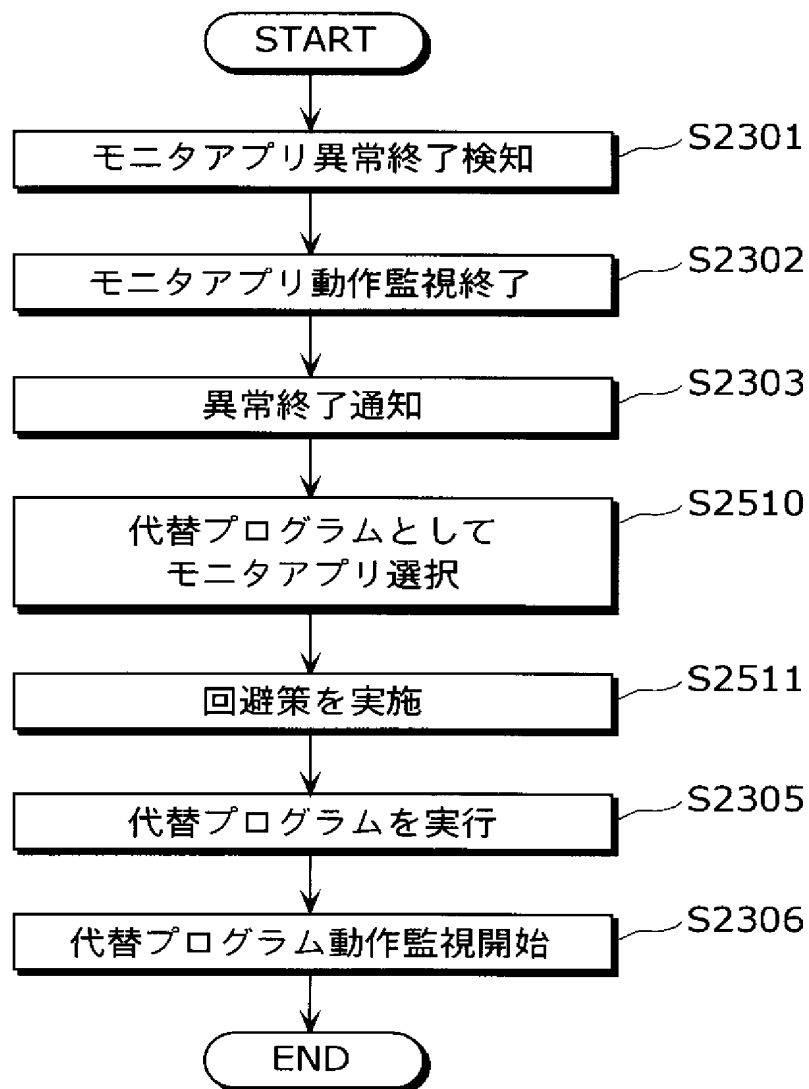 START
モニタアプリ異常終了検知
S2301
モニタアプリ動作監視終了
S2302
異常終了通知
S2303
代替プログラムとして
モニタアプリ選択
S2510
回避策を実施
S2511
代替プログラムを実行
S2305
代替プログラム動作監視開始
S2306
END